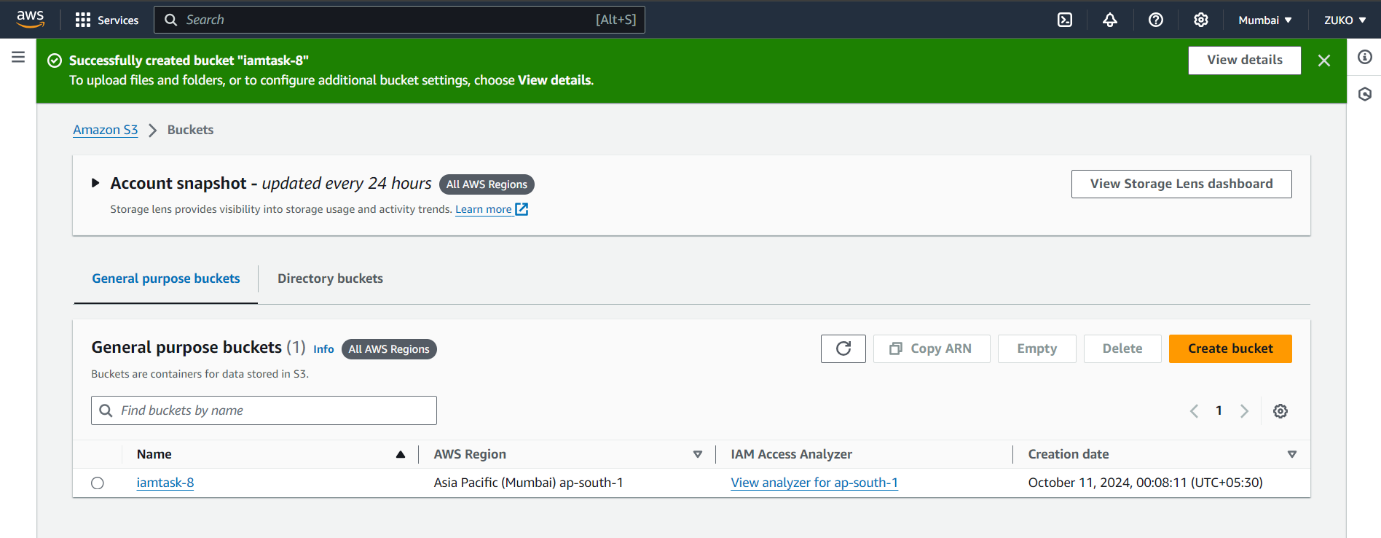 aws Services Search [Alt+S] Mumbai ▼ ZUKO ▼
Successfully created bucket "iamtask-8"
To upload files and folders, or to configure additional bucket settings, choose View details.
View details
Amazon S3 > Buckets
Account snapshot - updated every 24 hours All AWS Regions
View Storage Lens dashboard
Storage lens provides visibility into storage usage and activity trends. Learn more
General purpose buckets Directory buckets
General purpose buckets (1) Info All AWS Regions
Copy ARN Empty Delete Create bucket
Buckets are containers for data stored in S3.
Find buckets by name
1
Name AWS Region IAM Access Analyzer Creation date
iamtask-8 Asia Pacific (Mumbai) ap-south-1 View analyzer for ap-south-1 October 11, 2024, 00:08:11 (UTC+05:30)